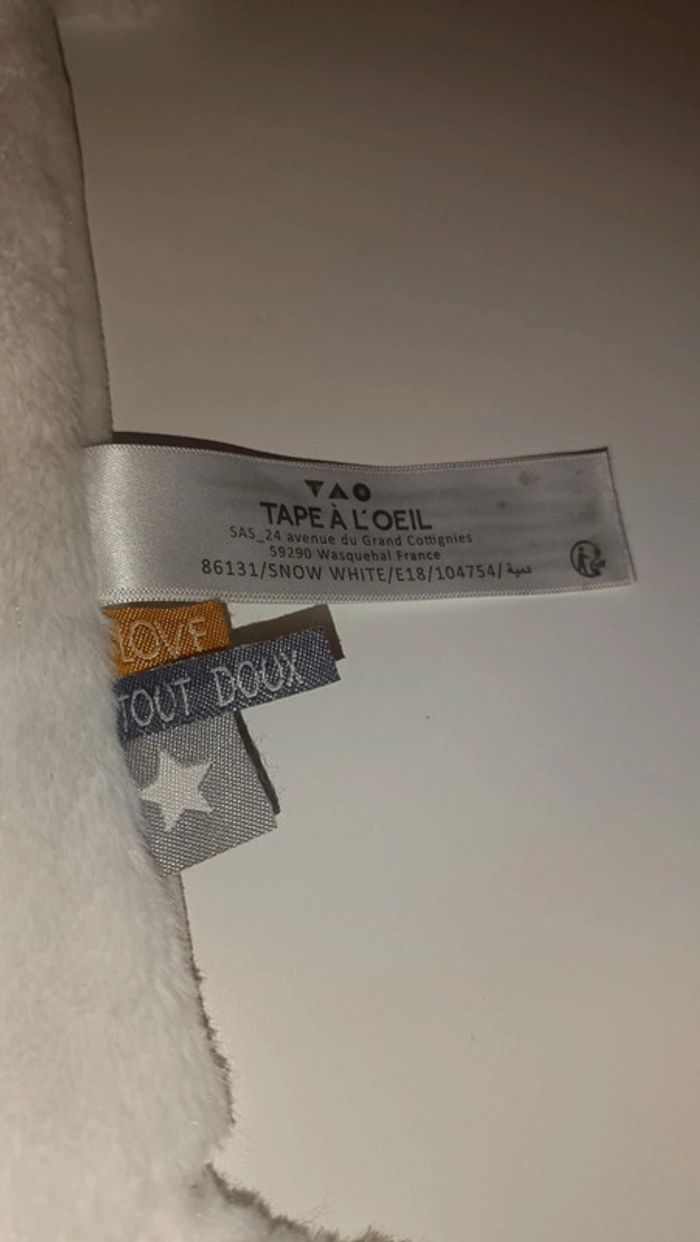 TAO
TAPE À L'OEIL
SAS_24 avenue du Grand Cottignies
59290 Wasquehal France
86131/SNOW WHITE/E18/104754/دمية
LOVE
TOUT DOUX